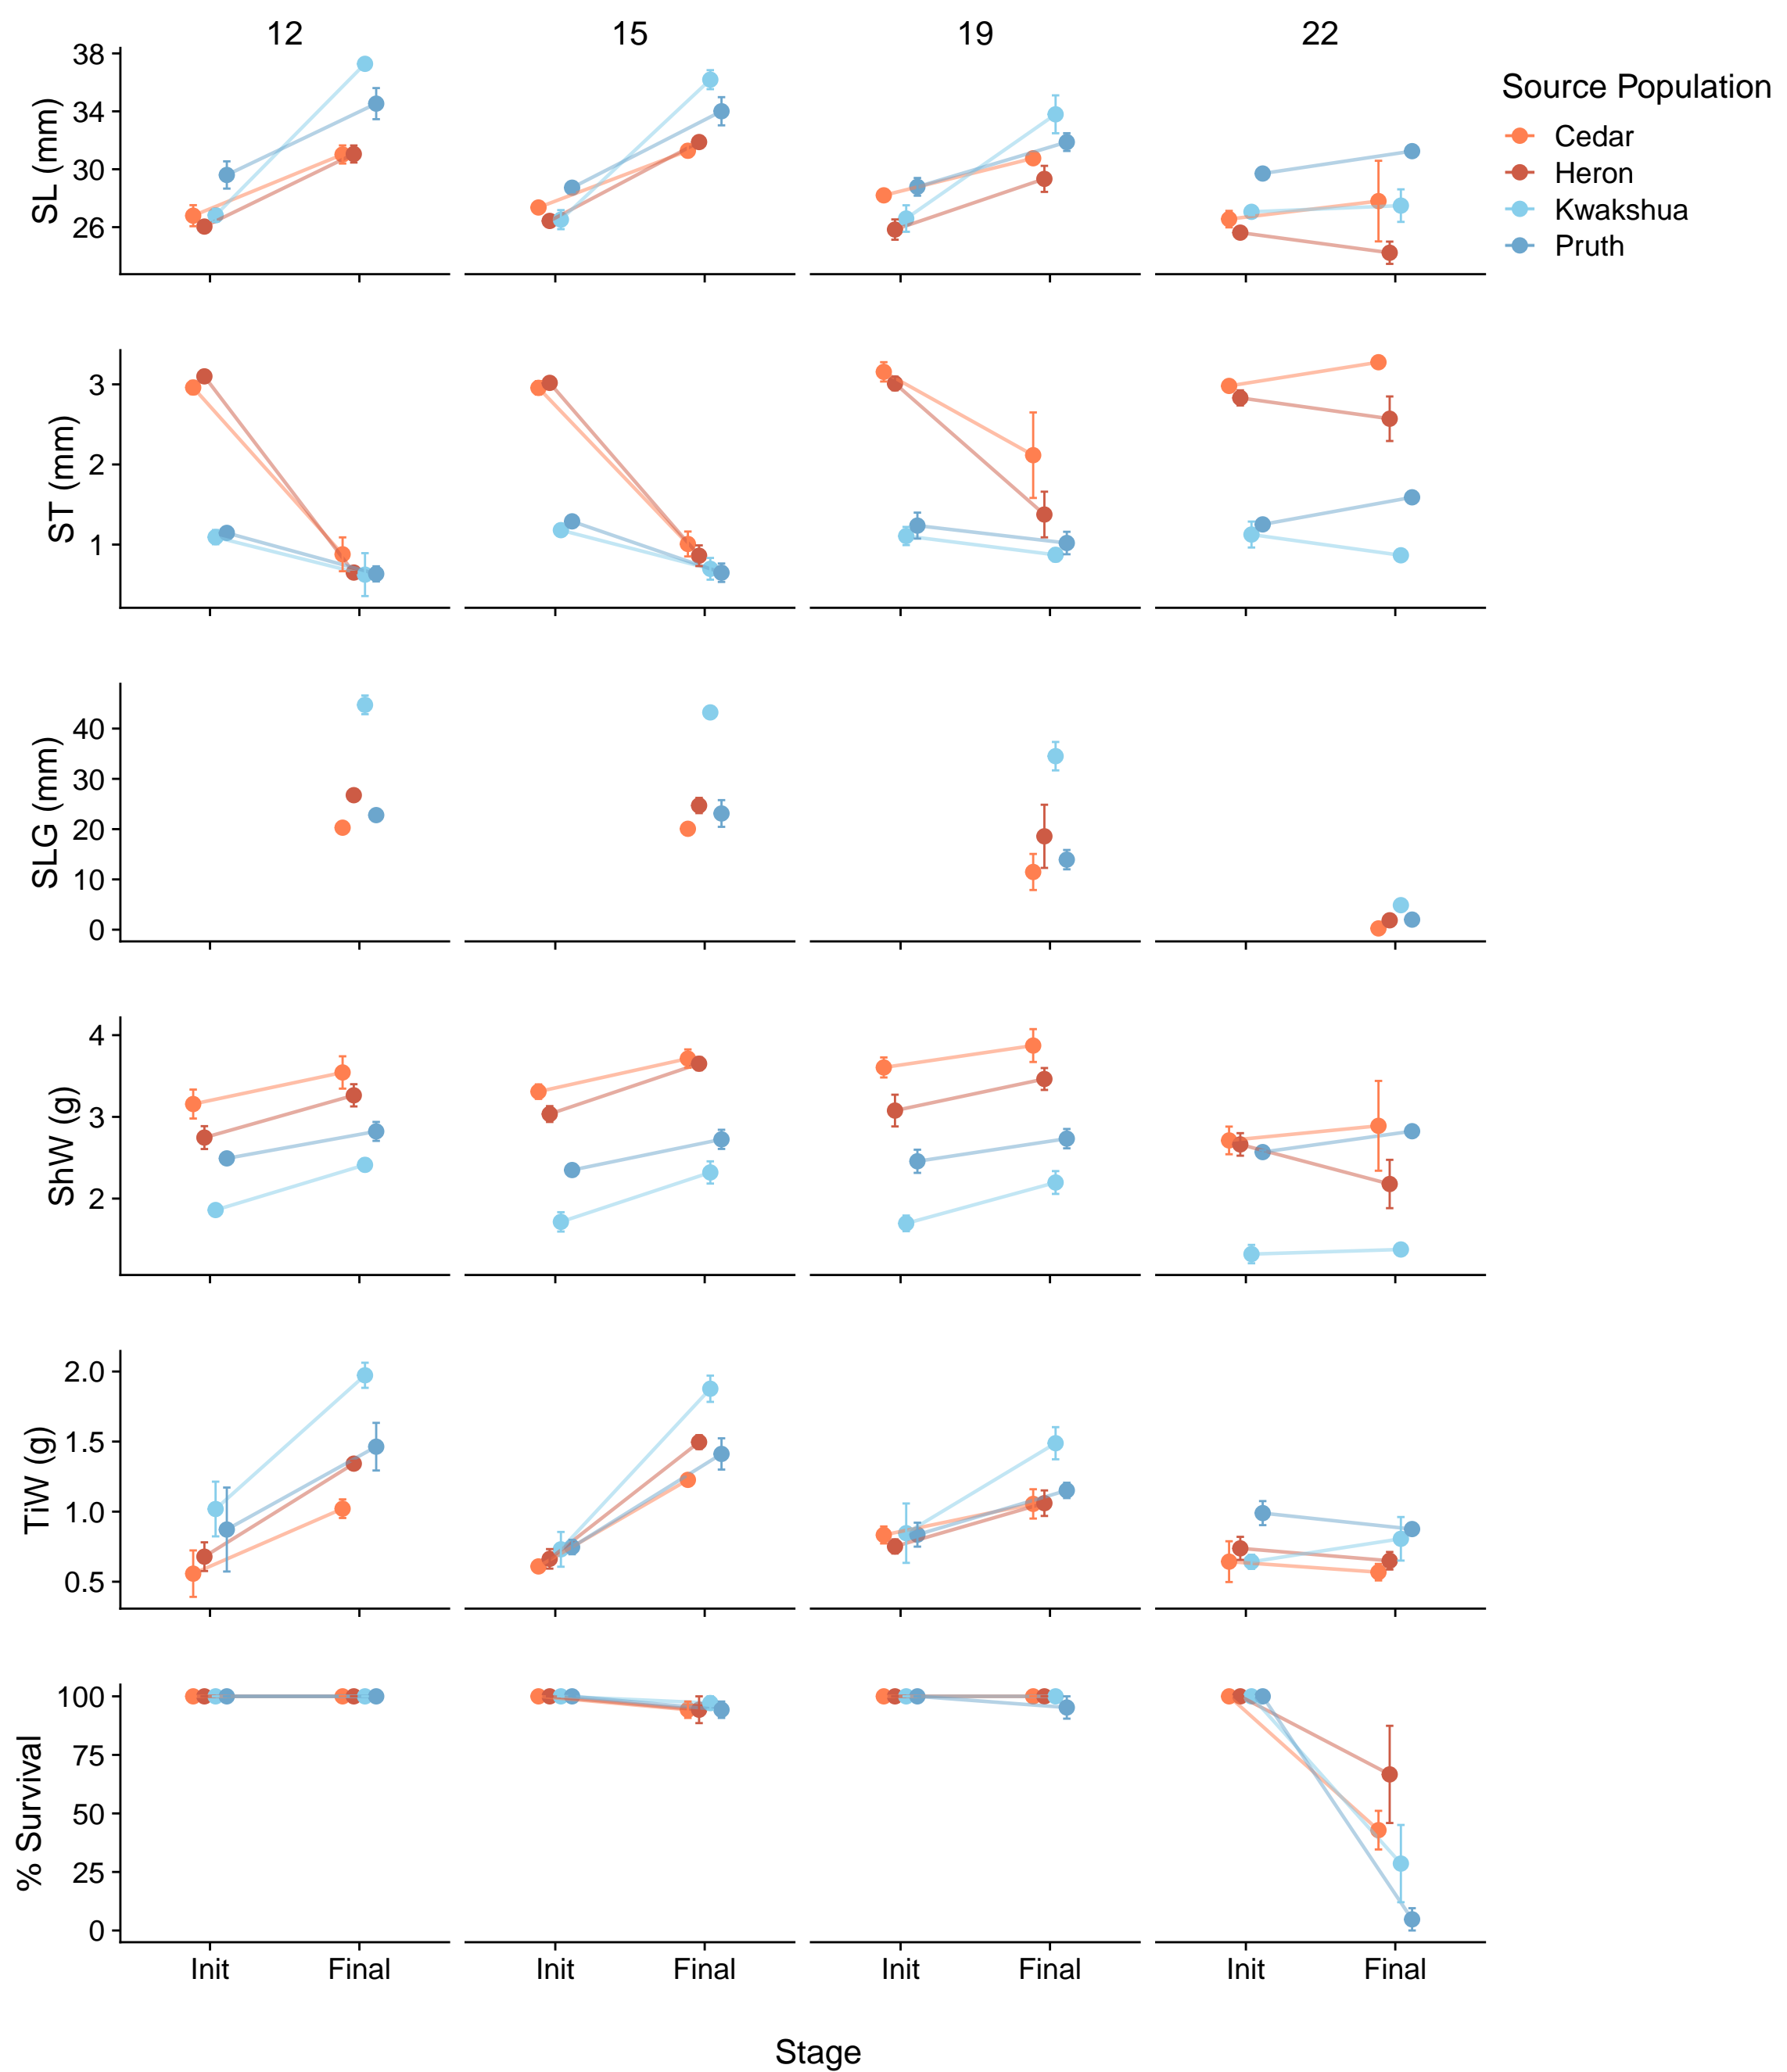 12 15 19 22
SL (mm)
38
34
30
26
Source Population
Cedar
Heron
Kwakshua
Pruth
ST (mm)
3
2
1
SLG (mm)
40
30
20
10
0
ShW (g)
4
3
2
TiW (g)
2.0
1.5
1.0
0.5
% Survival
100
75
50
25
0
Init Final Init Final Init Final Init Final
Stage